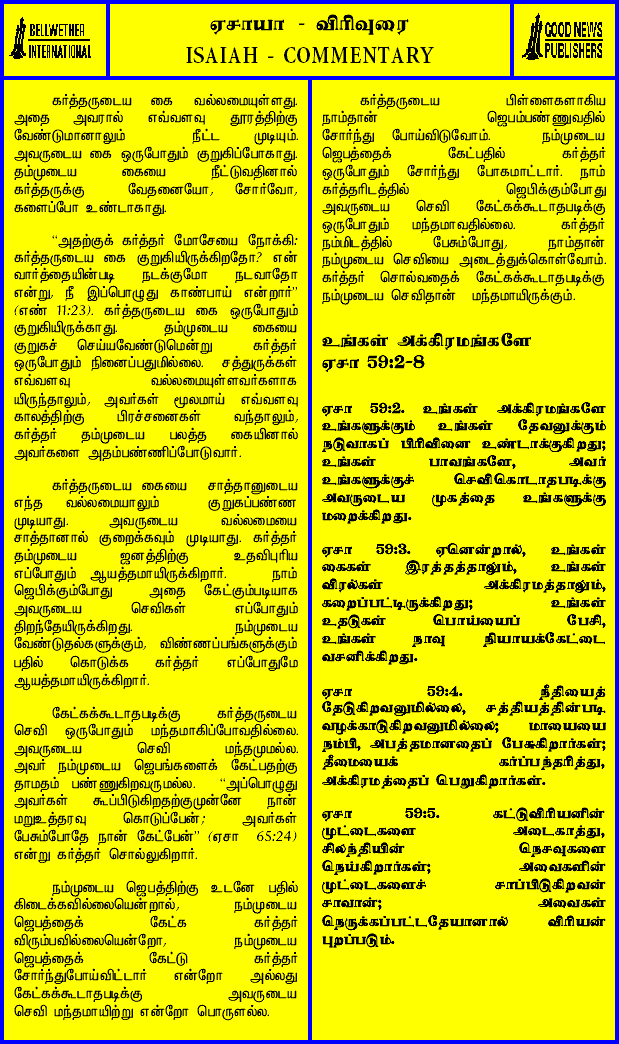 BELLWETHER
INTERNATIONAL
ஏசாயா - விரிவுரை
ISAIAH - COMMENTARY
GOOD NEWS
PUBLISHERS
கர்த்தருடைய கை வல்லமையுள்ளது.
அதை அவரால் எவ்வளவு தூரத்திற்கு
வேண்டுமானாலும் நீட்ட முடியும்.
அவருடைய கை ஒருபோதும் குறுகிப்போகாது.
தம்முடைய கையை நீட்டுவதினால்
கர்த்தருக்கு வேதனையோ, சோர்வோ,
களைப்போ உண்டாகாது.
“அதற்குக் கர்த்தர் மோசேயை நோக்கி:
கர்த்தருடைய கை குறுகியிருக்கிறதோ? என்
வார்த்தையின்படி நடக்குமோ நடவாதோ
என்று, நீ இப்பொழுது காண்பாய் என்றார்”
(எண் 11:23). கர்த்தருடைய கை ஒருபோதும்
குறுகியிருக்காது. தம்முடைய கையை
குறுகச் செய்யவேண்டுமென்று கர்த்தர்
ஒருபோதும் நினைப்பதுமில்லை. சத்துருக்கள்
எவ்வளவு வல்லமையுள்ளவர்களாக
யிருந்தாலும், அவர்கள் மூலமாய் எவ்வளவு
காலத்திற்கு பிரச்சனைகள் வந்தாலும்,
கர்த்தர் தம்முடைய பலத்த கையினால்
அவர்களை அதம்பண்ணிப்போடுவார்.
கர்த்தருடைய கையை சாத்தானுடைய
எந்த வல்லமையாலும் குறுகப்பண்ண
முடியாது. அவருடைய வல்லமையை
சாத்தானால் குறைக்கவும் முடியாது. கர்த்தர்
தம்முடைய ஜனத்திற்கு உதவிபுரிய
எப்போதும் ஆயத்தமாயிருக்கிறார். நாம்
ஜெபிக்கும்போது அதை கேட்கும்படியாக
அவருடைய செவிகள் எப்போதும்
திறந்தேயிருக்கிறது. நம்முடைய
வேண்டுதல்களுக்கும், விண்ணப்பங்களுக்கும்
பதில் கொடுக்க கர்த்தர் எப்போதுமே
ஆயத்தமாயிருக்கிறார்.
கேட்கக்கூடாதபடிக்கு கர்த்தருடைய
செவி ஒருபோதும் மந்தமாகிப்போவதில்லை.
அவருடைய செவி மந்தமுமல்ல.
அவர் நம்முடைய ஜெபங்களைக் கேட்பதற்கு
தாமதம் பண்ணுகிறவருமல்ல. “அப்பொழுது
அவர்கள் கூப்பிடுகிறதற்குமுன்னே நான்
மறுஉத்தரவு கொடுப்பேன்; அவர்கள்
பேசும்போதே நான் கேட்பேன்” (ஏசா 65:24)
என்று கர்த்தர் சொல்லுகிறார்.
நம்முடைய ஜெபத்திற்கு உடனே பதில்
கிடைக்கவில்லையென்றால், நம்முடைய
ஜெபத்தைக் கேட்க கர்த்தர்
விரும்பவில்லையென்றோ, நம்முடைய
ஜெபத்தைக் கேட்டு கர்த்தர்
சோர்ந்துபோய்விட்டார் என்றோ அல்லது
கேட்கக்கூடாதபடிக்கு அவருடைய
செவி மந்தமாயிற்று என்றோ பொருளல்ல.
கர்த்தருடைய பிள்ளைகளாகிய
நாம்தான் ஜெபம்பண்ணுவதில்
சோர்ந்து போய்விடுவோம். நம்முடைய
ஜெபத்தைக் கேட்பதில் கர்த்தர்
ஒருபோதும் சோர்ந்து போகமாட்டார். நாம்
கர்த்தரிடத்தில் ஜெபிக்கும்போது
அவருடைய செவி கேட்கக்கூடாதபடிக்கு
ஒருபோதும் மந்தமாவதில்லை. கர்த்தர்
நம்மிடத்தில் பேசும்போது, நாம்தான்
நம்முடைய செவியை அடைத்துக்கொள்வோம்.
கர்த்தர் சொல்வதைக் கேட்கக்கூடாதபடிக்கு
நம்முடைய செவிதான் மந்தமாயிருக்கும்.
உங்கள் அக்கிரமங்களே
ஏசா 59:2-8
ஏசா 59:2. உங்கள் அக்கிரமங்களே
உங்களுக்கும் உங்கள் தேவனுக்கும்
நடுவாகப் பிரிவினை உண்டாக்குகிறது;
உங்கள் பாவங்களே, அவர்
உங்களுக்குச் செவிகொடாதபடிக்கு
அவருடைய முகத்தை உங்களுக்கு
மறைக்கிறது.
ஏசா 59:3. ஏனென்றால், உங்கள்
கைகள் இரத்தத்தாலும், உங்கள்
விரல்கள் அக்கிரமத்தாலும்,
கறைப்பட்டிருக்கிறது; உங்கள்
உதடுகள் பொய்யைப் பேசி,
உங்கள் நாவு நியாயக்கேட்டை
வசனிக்கிறது.
ஏசா 59:4. நீதியைத்
தேடுகிறவனுமில்லை, சத்தியத்தின்படி
வழக்காடுகிறவனுமில்லை; மாயையை
நம்பி, அபத்தமானதைப் பேசுகிறார்கள்;
தீமையைக் கர்ப்பந்தரித்து,
அக்கிரமத்தைப் பெறுகிறார்கள்.
ஏசா 59:5. கட்டுவிரியனின்
முட்டைகளை அடைகாத்து,
சிலந்தியின் நெசவுகளை
நெய்கிறார்கள்; அவைகளின்
முட்டைகளைச் சாப்பிடுகிறவன்
சாவான்; அவைகள்
நெருக்கப்பட்டதேயானால் விரியன்
புறப்படும்.